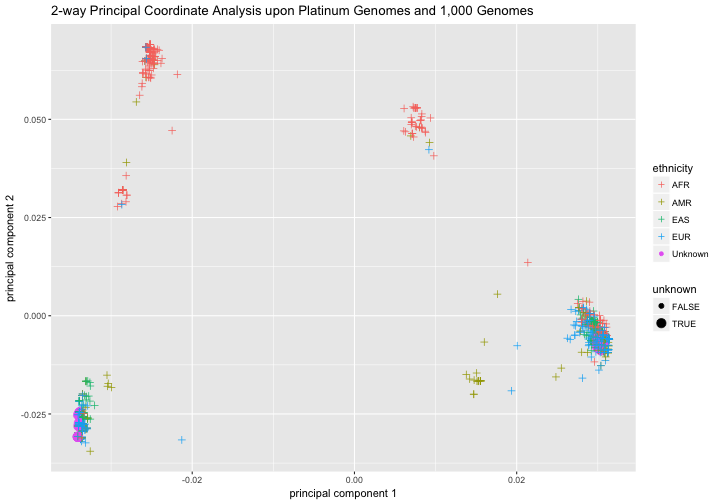 2-way Principal Coordinate Analysis upon Platinum Genomes and 1,000 Genomes
principal component 2
0.050
0.025
0.000
-0.025
-0.02
0.00
0.02
principal component 1
ethnicity
AFR
AMR
EAS
EUR
Unknown
unknown
FALSE
TRUE